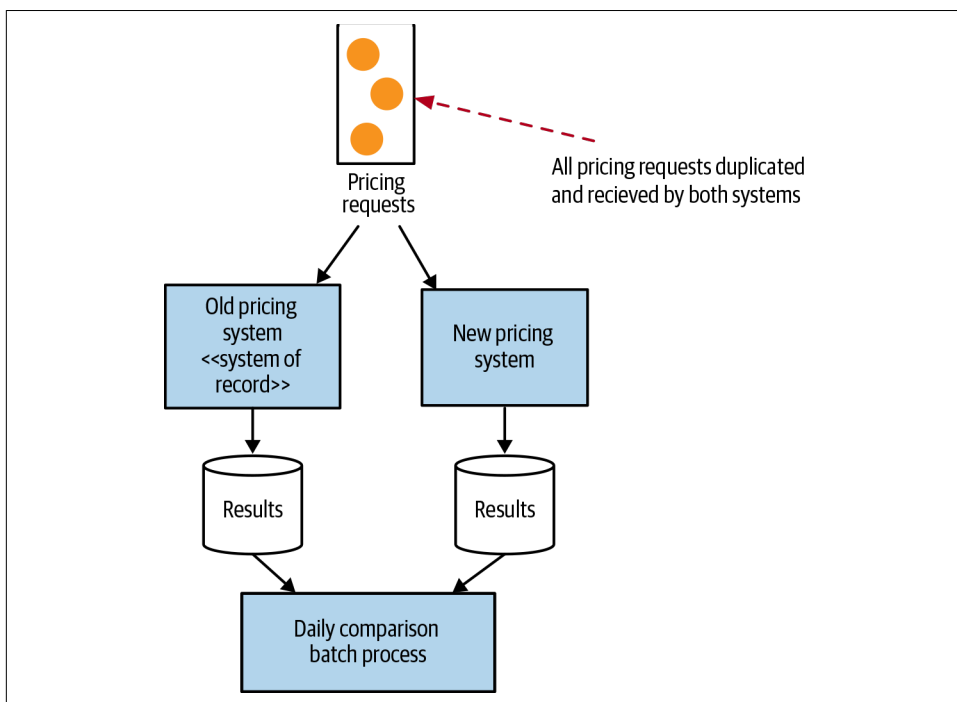 Pricing
requests
All pricing requests duplicated
and recieved by both systems
Old pricing
system
<<system of
record>>
New pricing
system
Results
Results
Daily comparison
batch process